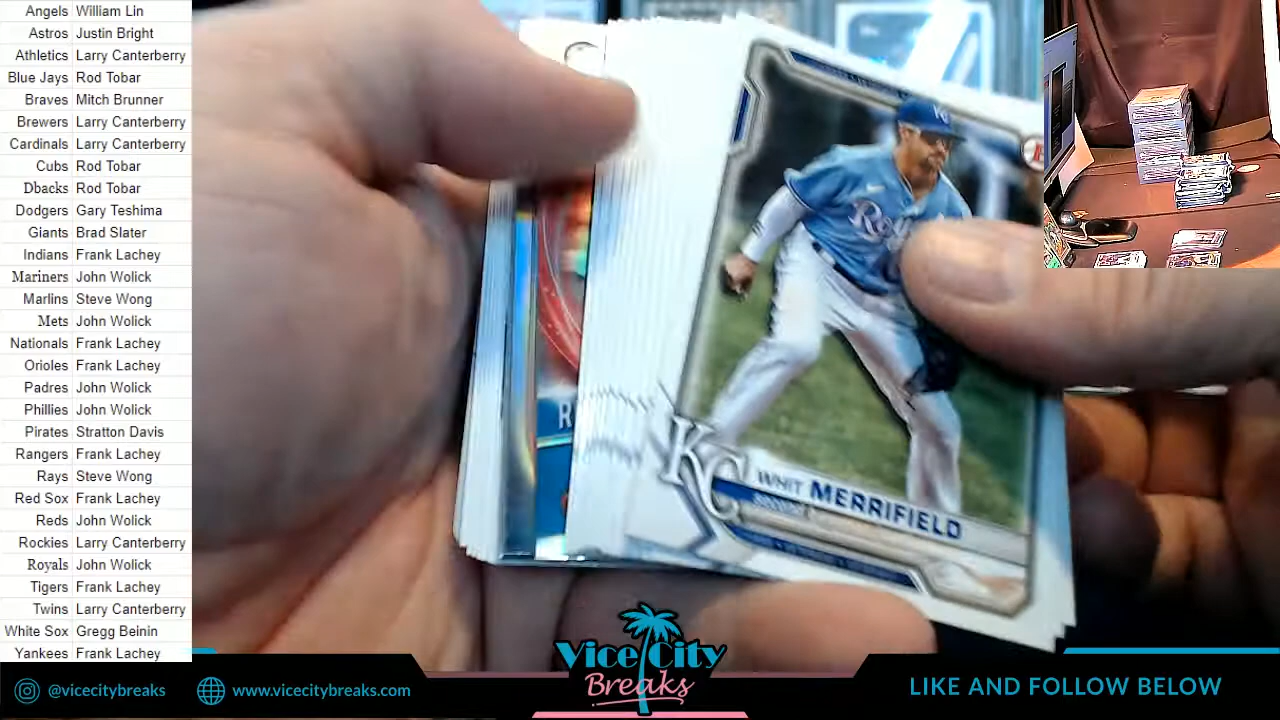 Angels William Lin
Astros Justin Bright
Athletics Larry Canterberry
Blue Jays Rod Tobar
Braves Mitch Brunner
Brewers Larry Canterberry
Cardinals Larry Canterberry
Cubs Rod Tobar
Dbacks Rod Tobar
Dodgers Gary Teshima
Giants Brad Slater
Indians Frank Lachey
Mariners John Wolick
Marlins Steve Wong
Mets John Wolick
Nationals Frank Lachey
Orioles Frank Lachey
Padres John Wolick
Phillies John Wolick
Pirates Stratton Davis
Rangers Frank Lachey
Rays Steve Wong
Red Sox Frank Lachey
Reds John Wolick
Rockies Larry Canterberry
Royals John Wolick
Tigers Frank Lachey
Twins Larry Canterberry
White Sox Gregg Beinin
Yankees Frank Lachey
KC
WHIT MERRIFIELD
@vicecitybreaks
www.vicecitybreaks.com
Vice City
Breaks
LIKE AND FOLLOW BELOW